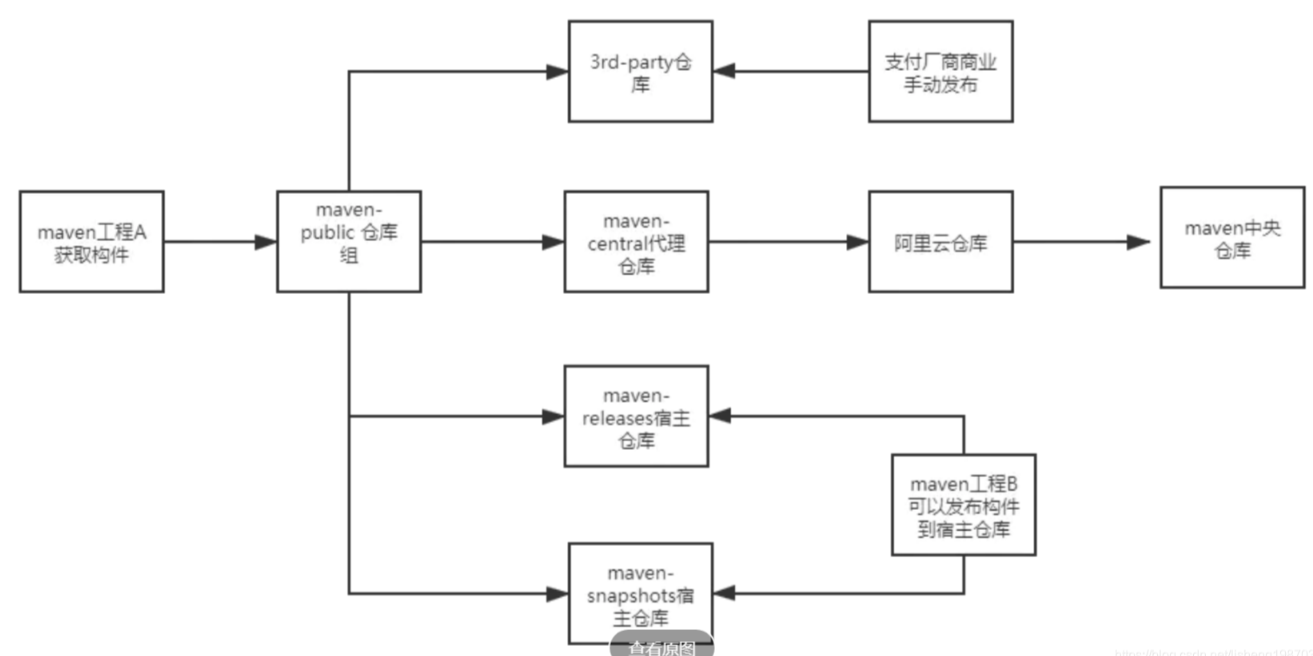 3rd-party仓
库
支付厂商商业
手动发布
maven工程A
获取构件
maven-
public 仓库
组
maven-
central代理
仓库
阿里云仓库
maven中央
仓库
maven-
releases宿主
仓库
maven工程B
可以发布构件
到宿主仓库
maven-
snapshots宿
主仓库
查看原图